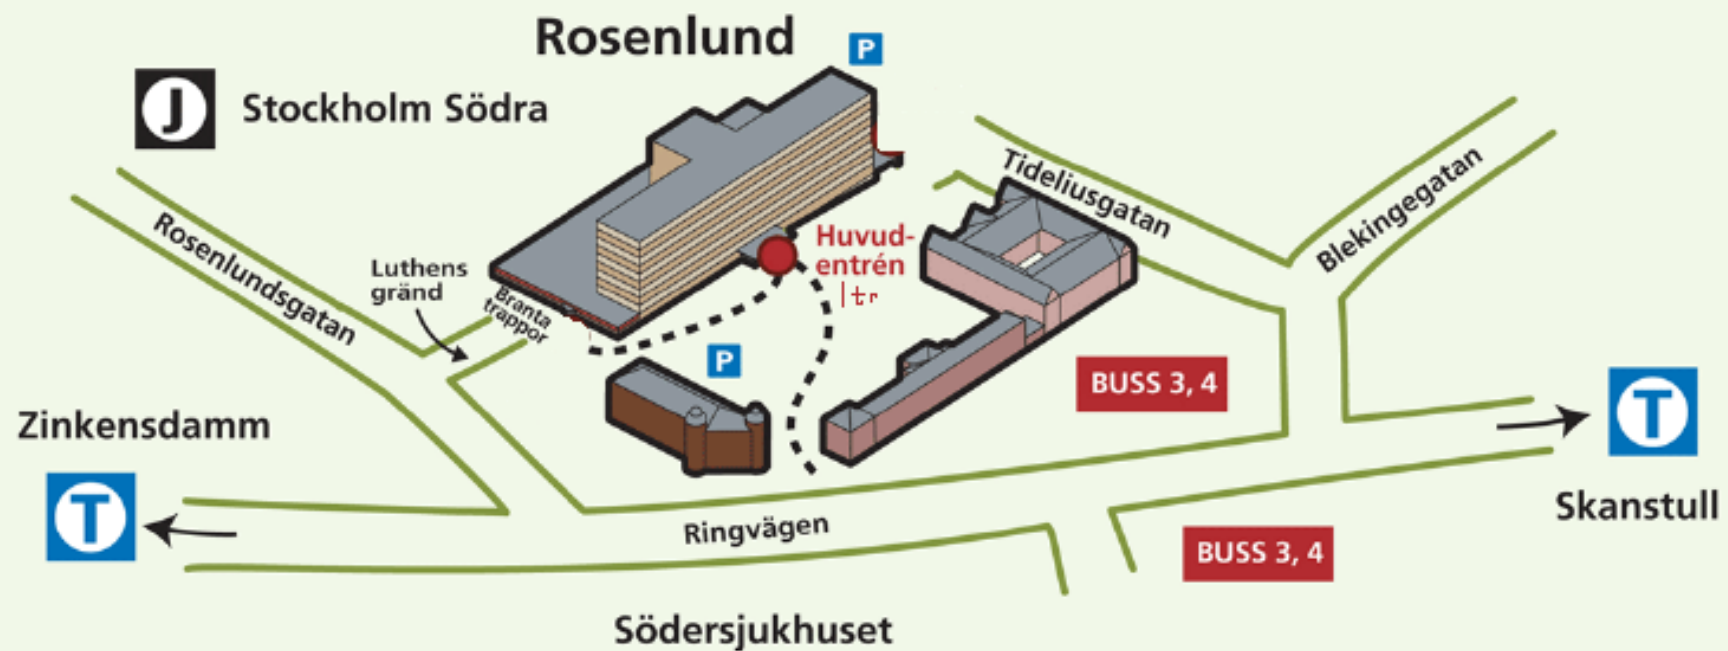 Rosenlund
P
J
Stockholm Södra
Tideliusgatan
Blekingegatan
Rosenlundsgatan
Luthens
gränd
Branta
trappor
Huvud-
entrén
1 tr
P
BUSS 3, 4
Zinkensdamm
T
T
Skanstull
Ringvägen
BUSS 3, 4
Södersjukhuset